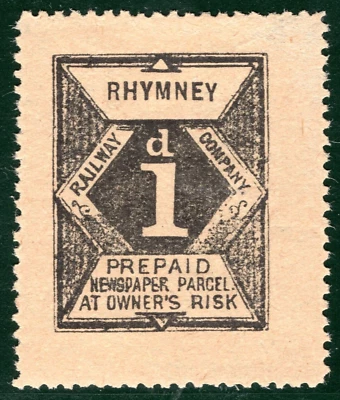 RHYMNEY
RAILWAY
COMPANY.
d
1
PREPAID
NEWSPAPER PARCEL.
AT OWNER'S RISK